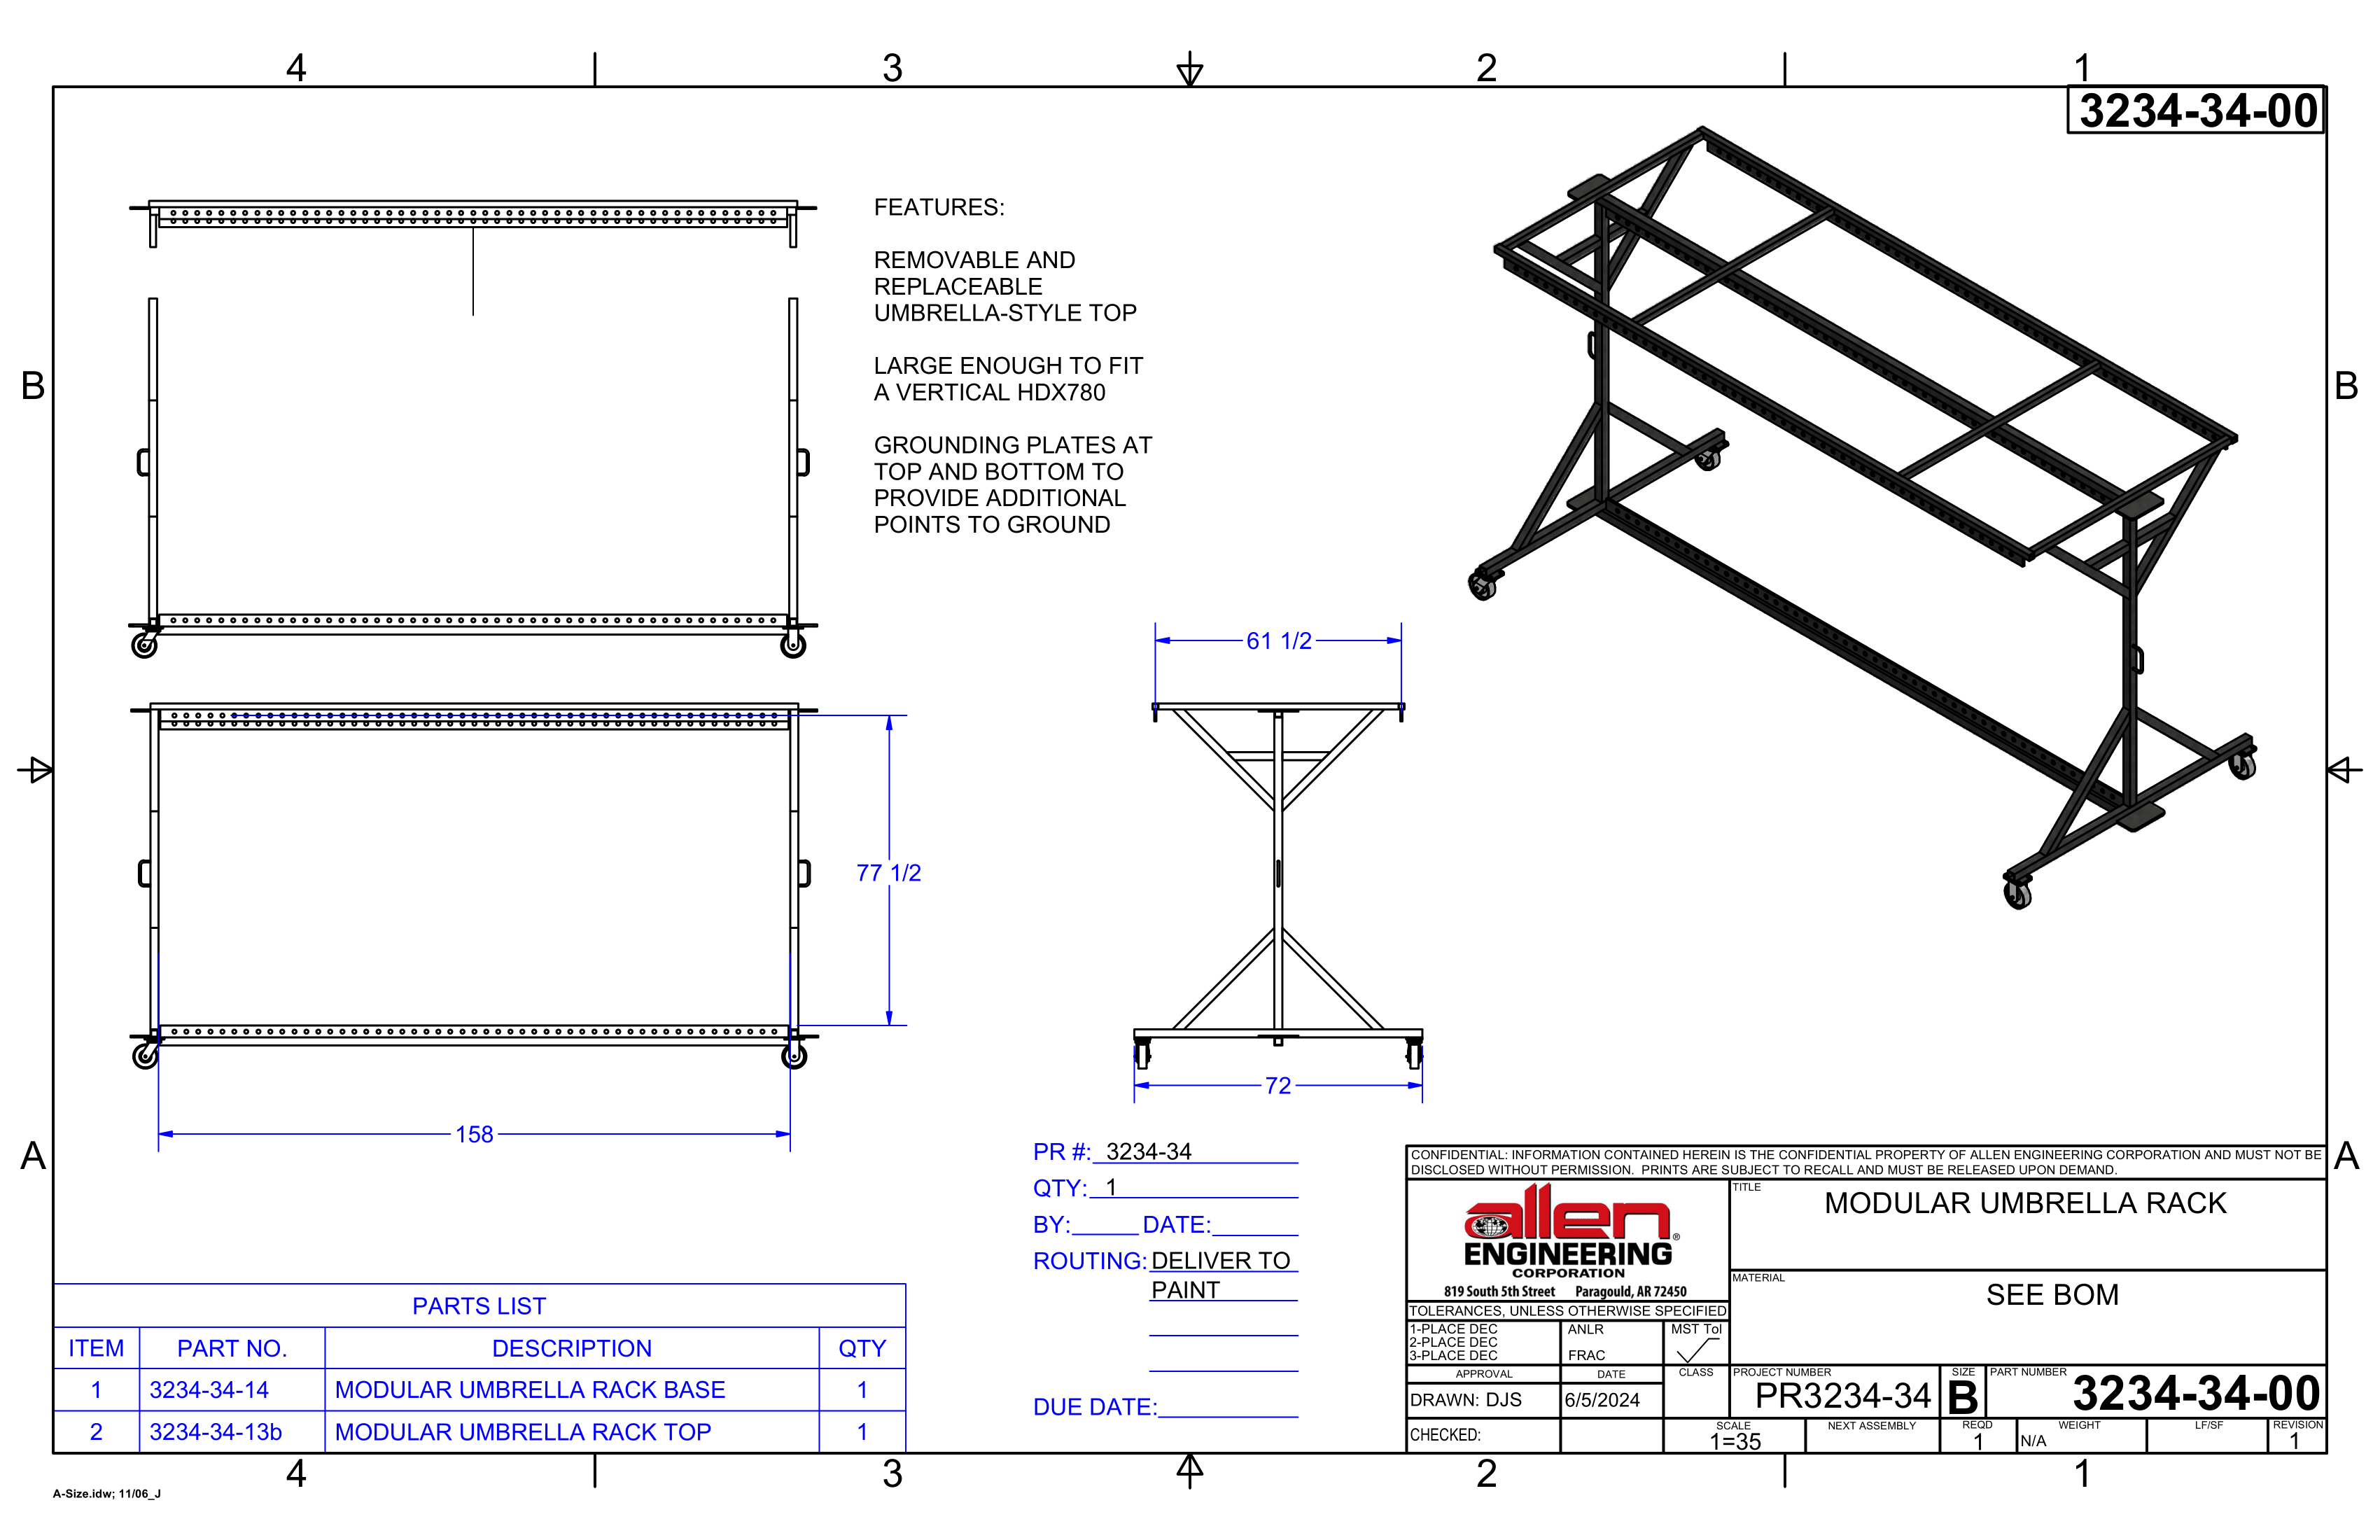 4
3
2
1
3234-34-00
FEATURES:
REMOVABLE AND
REPLACEABLE
UMBRELLA-STYLE TOP
LARGE ENOUGH TO FIT
A VERTICAL HDX780
GROUNDING PLATES AT
TOP AND BOTTOM TO
PROVIDE ADDITIONAL
POINTS TO GROUND
B
B
61 1/2
77 1/2
72
158
A
A
PR #: 3234-34
QTY: 1
BY: DATE:
ROUTING: DELIVER TO
PAINT
DUE DATE:
PARTS LIST
ITEM PART NO. DESCRIPTION QTY
1 3234-34-14 MODULAR UMBRELLA RACK BASE 1
2 3234-34-13b MODULAR UMBRELLA RACK TOP 1
CONFIDENTIAL: INFORMATION CONTAINED HEREIN IS THE CONFIDENTIAL PROPERTY OF ALLEN ENGINEERING CORPORATION AND MUST NOT BE
DISCLOSED WITHOUT PERMISSION. PRINTS ARE SUBJECT TO RECALL AND MUST BE RELEASED UPON DEMAND.
allen
®
ENGINEERING
CORPORATION
819 South 5th Street Paragould, AR 72450
TITLE
MODULAR UMBRELLA RACK
MATERIAL
SEE BOM
TOLERANCES, UNLESS OTHERWISE SPECIFIED
1-PLACE DEC ANLR MST Tol
2-PLACE DEC
3-PLACE DEC FRAC
APPROVAL DATE CLASS PROJECT NUMBER SIZE PART NUMBER
DRAWN: DJS 6/5/2024 PR3234-34 B 3234-34-00
CHECKED: SCALE NEXT ASSEMBLY REQD WEIGHT LF/SF REVISION
1=35 1 N/A 1
4
3
2
1
A-Size.idw; 11/06_J